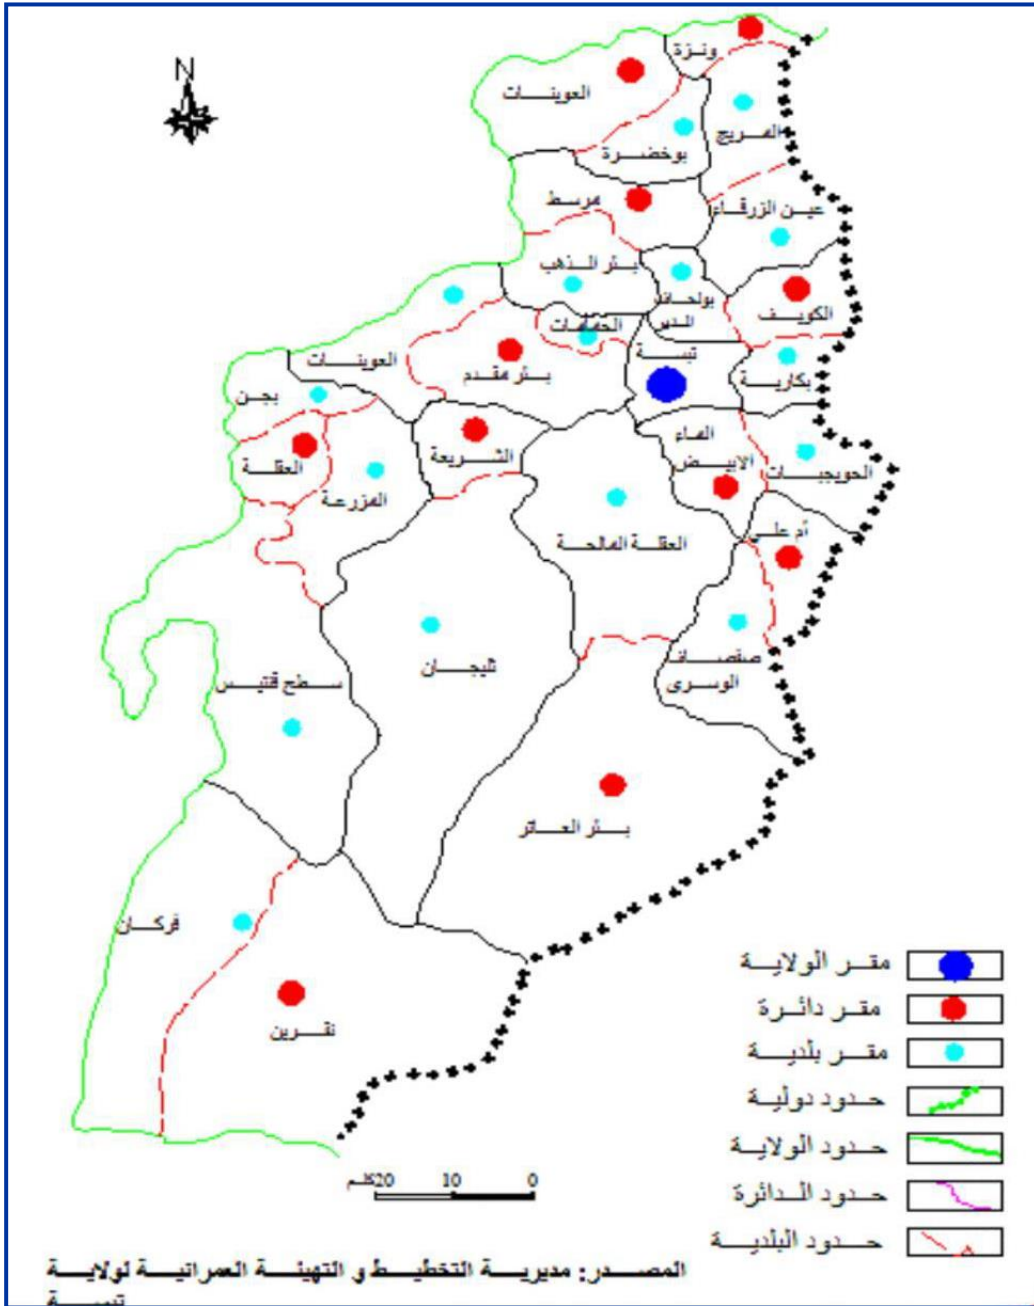 N
ونزة
العوينات
المريج
بوخضرة
مرسط
عين الزرقاء
بئر الذهب
بولحاف
الدير
الكويف
الحمامات
تبسة
العوينات
بئر مقدم
بكارية
بجن
الماء
الابيض
الشريعة
العقلة
المزرعة
الحويجبات
أم علي
العقلة المالحة
صفصاف
الوسرى
ثليجان
سطح قنتيس
بئر العاتر
فركان
نقرين
مقر الولاية
مقر دائرة
مقر بلدية
حدود دولية
حدود الولاية
حدود الدائرة
حدود البلدية
0 10 20كلم
المصدر: مديرية التخطيط و التهيئة العمرانية لولاية
تبسة